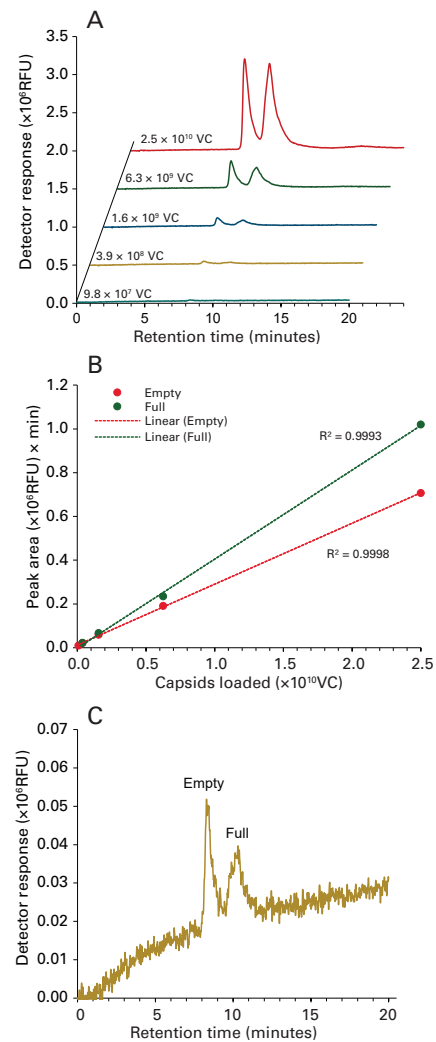 A
Detector response (×10⁶RFU)
3.5
3.0
2.5
2.0
1.5
1.0
0.5
0.0
2.5 × 10¹⁰ VC
6.3 × 10⁹ VC
1.6 × 10⁹ VC
3.9 × 10⁸ VC
9.8 × 10⁷ VC
0 5 10 15 20
Retention time (minutes)
B
Peak area (×10⁶RFU) × min)
1.2
1.0
0.8
0.6
0.4
0.2
0.0
Empty
Full
Linear (Empty)
Linear (Full)
R² = 0.9993
R² = 0.9998
0.0 0.5 1.0 1.5 2.0 2.5
Capsids loaded (×10¹⁰VC)
C
Detector response (×10⁶RFU)
0.07
0.06
0.05
0.04
0.03
0.02
0.01
0.00
Empty
Full
0 5 10 15 20
Retention time (minutes)